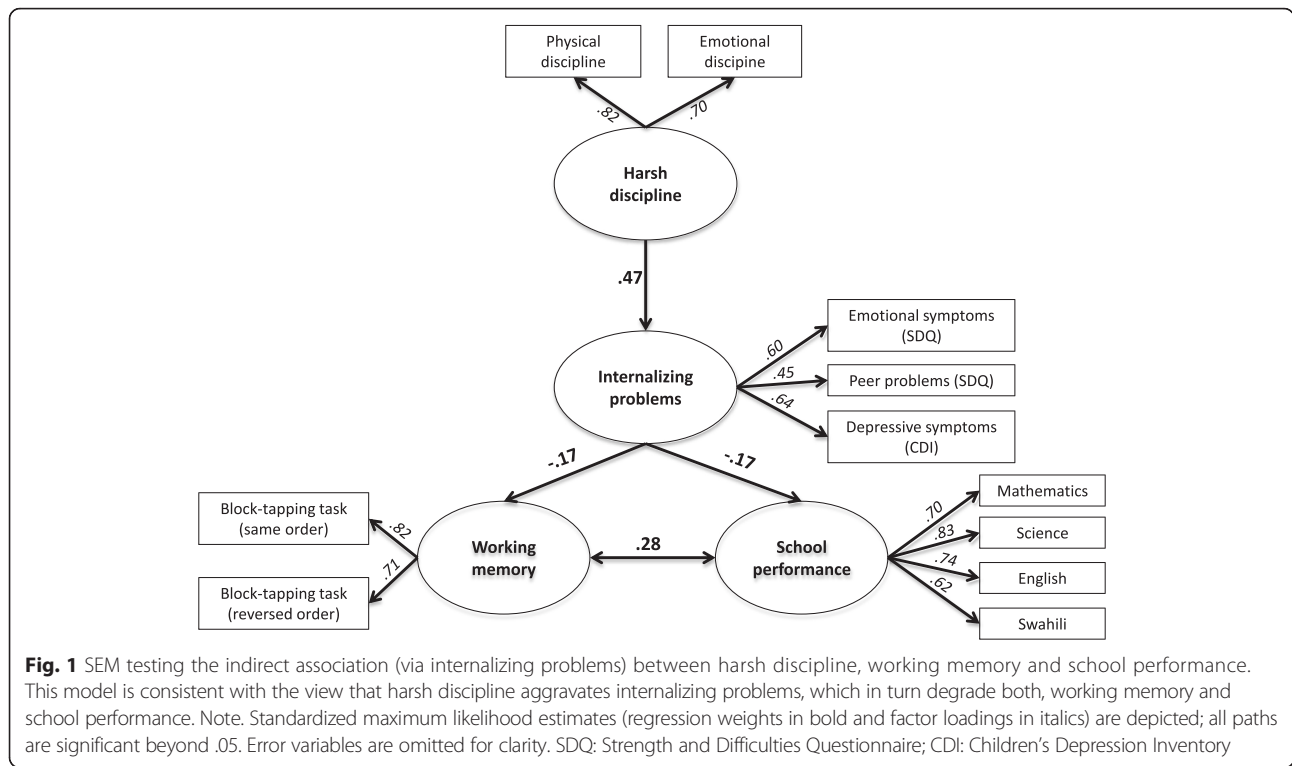 Physical
discipline
Emotional
discipine
.82
.70
Harsh
discipline
.47
Internalizing
problems
.60
.45
.64
Emotional symptoms
(SDQ)
Peer problems (SDQ)
Depressive symptoms
(CDI)
-.17
-.17
Block-tapping task
(same order)
Block-tapping task
(reversed order)
.82
.71
Working
memory
.28
School
performance
.70
.83
.74
.62
Mathematics
Science
English
Swahili
Fig. 1 SEM testing the indirect association (via internalizing problems) between harsh discipline, working memory and school performance.
This model is consistent with the view that harsh discipline aggravates internalizing problems, which in turn degrade both, working memory and
school performance. Note. Standardized maximum likelihood estimates (regression weights in bold and factor loadings in italics) are depicted; all paths
are significant beyond .05. Error variables are omitted for clarity. SDQ: Strength and Difficulties Questionnaire; CDI: Children's Depression Inventory